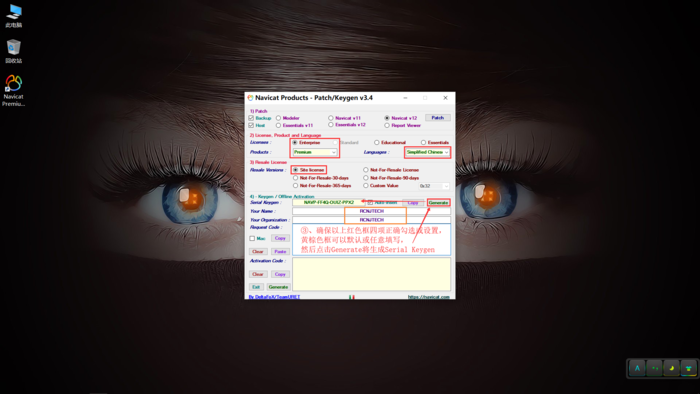 此电脑
回收站
Navicat
Premiu...
Navicat Products - Patch/Keygen v3.4
1) Patch
Backup
Modeler
Navicat v11
Navicat v12
Patch
Host
Essentials v11
Essentials v12
Report Viewer
2) License, Product and Language
Licenses :
Enterprise
Standard
Educational
Essentials
Products :
Premium
Languages :
Simplified Chinese
3) Resale License
Resale Versions :
Site license
Not-For-Resale License
Not-For-Resale-30-days
Not-For-Resale-90-days
Not-For-Resale-365-days
Custom Value
0x32
4) - Keygen / Offline Activation
Serial Keygen :
Copy
Generate
Your Name :
Your Organization :
Request Code :
③、确保以上红色框四项正确勾选或设置,
Mac
Copy
黄棕色框可以默认或任意填写,
Clear
Paste
然后点击Generate将生成Serial Keygen
Activation Code :
Clear
Copy
Exit
Generate
By DeltaFoX/TeamURET
https://navicat.com